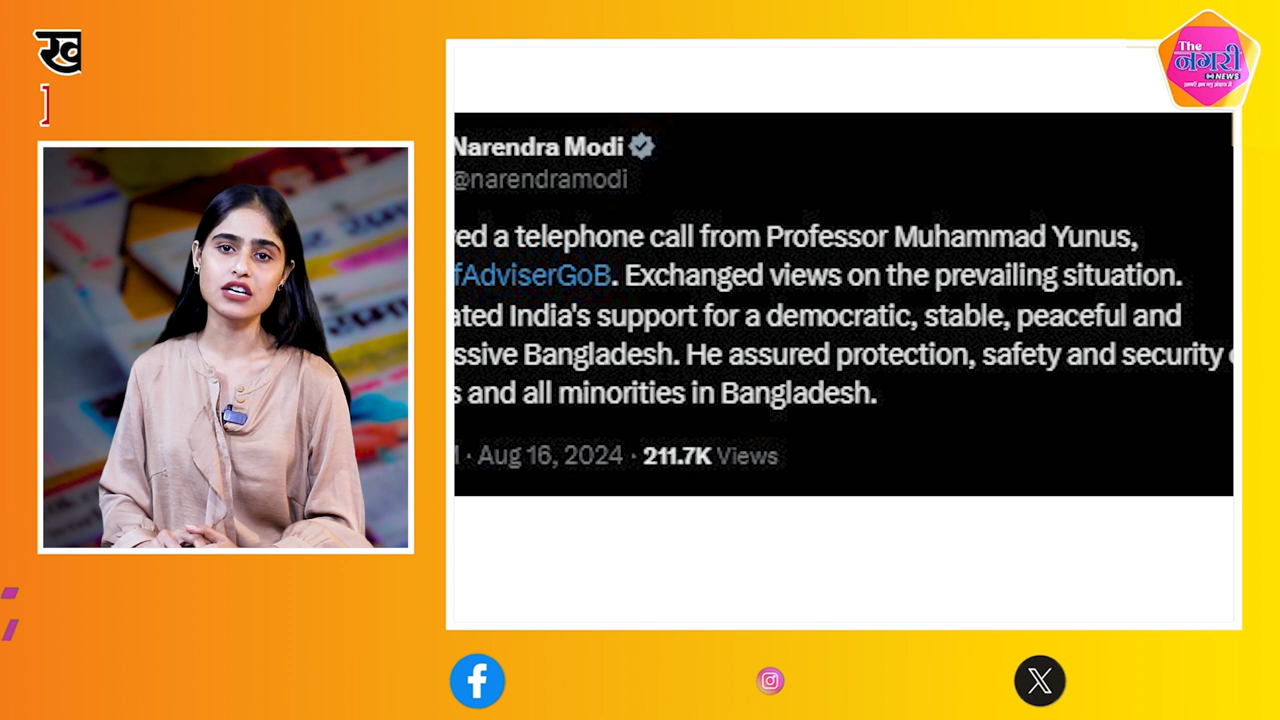 ख
The
नगरी
NEWS
Narendra Modi
@narendramodi
ed a telephone call from Professor Muhammad Yunus,
fAdviserGoB. Exchanged views on the prevailing situation.
ated India's support for a democratic, stable, peaceful and
ssive Bangladesh. He assured protection, safety and security
s and all minorities in Bangladesh.
· Aug 16, 2024 · 211.7K Views